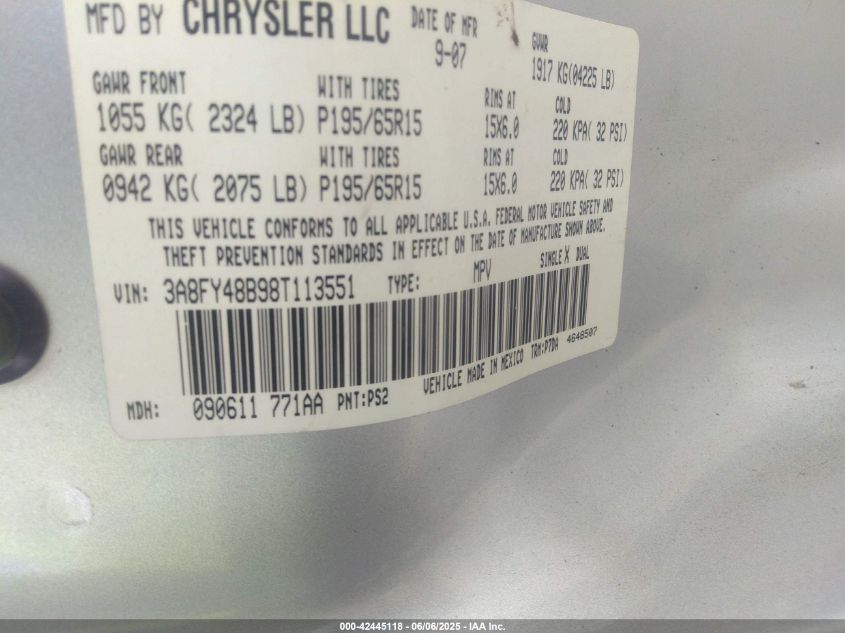 MFD BY CHRYSLER LLC DATE OF MFR GVWR
9-07 1917 KG(04225 LB)
GAWR FRONT WITH TIRES RIMS AT COLD
1055 KG( 2324 LB) P195/65R15 15X6.0 220 KPA( 32 PSI)
GAWR REAR WITH TIRES RIMS AT COLD
0942 KG( 2075 LB) P195/65R15 15X6.0 220 KPA( 32 PSI)
THIS VEHICLE CONFORMS TO ALL APPLICABLE U.S.A. FEDERAL MOTOR VEHICLE SAFETY AND
THEFT PREVENTION STANDARDS IN EFFECT ON THE DATE OF MANUFACTURE SHOWN ABOVE.
VIN: 3A8FY48B98T113551 TYPE: MPV SINGLE X DUAL
MDH: 090611 771AA PNT:PS2 VEHICLE MADE IN MEXICO TRM:P7DA 4648507
000-42445118 - 06/06/2025 - IAA Inc.